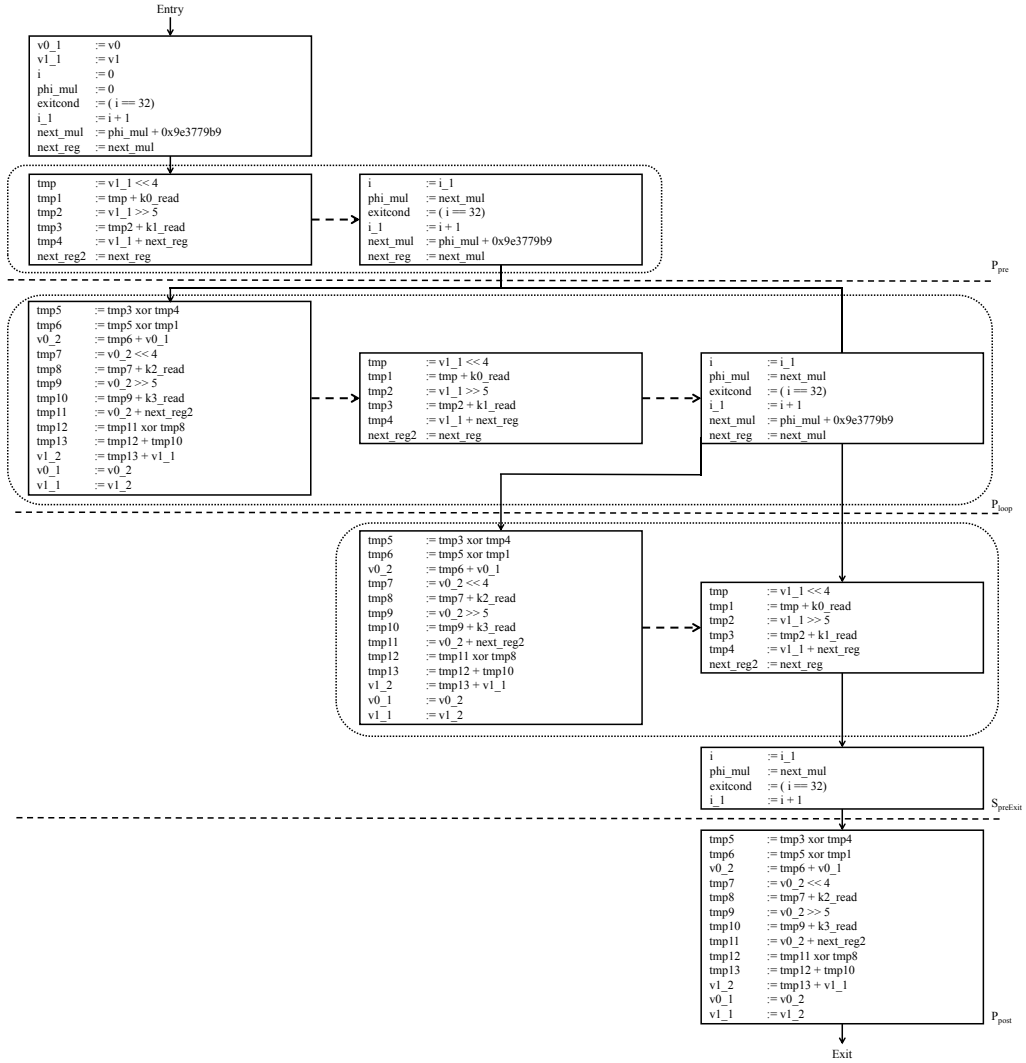 Entry
v0_1 := v0
v1_1 := v1
i := 0
phi_mul := 0
exitcond := ( i == 32)
i_1 := i + 1
next_mul := phi_mul + 0x9e3779b9
next_reg := next_mul
tmp := v1_1 << 4
tmp1 := tmp + k0_read
tmp2 := v1_1 >> 5
tmp3 := tmp2 + k1_read
tmp4 := v1_1 + next_reg
next_reg2 := next_reg
i := i_1
phi_mul := next_mul
exitcond := ( i == 32)
i_1 := i + 1
next_mul := phi_mul + 0x9e3779b9
next_reg := next_mul
Ppre
tmp5 := tmp3 xor tmp4
tmp6 := tmp5 xor tmp1
v0_2 := tmp6 + v0_1
tmp7 := v0_2 << 4
tmp8 := tmp7 + k2_read
tmp9 := v0_2 >> 5
tmp10 := tmp9 + k3_read
tmp11 := v0_2 + next_reg2
tmp12 := tmp11 xor tmp8
tmp13 := tmp12 + tmp10
v1_2 := tmp13 + v1_1
v0_1 := v0_2
v1_1 := v1_2
tmp := v1_1 << 4
tmp1 := tmp + k0_read
tmp2 := v1_1 >> 5
tmp3 := tmp2 + k1_read
tmp4 := v1_1 + next_reg
next_reg2 := next_reg
i := i_1
phi_mul := next_mul
exitcond := ( i == 32)
i_1 := i + 1
next_mul := phi_mul + 0x9e3779b9
next_reg := next_mul
Ploop
tmp5 := tmp3 xor tmp4
tmp6 := tmp5 xor tmp1
v0_2 := tmp6 + v0_1
tmp7 := v0_2 << 4
tmp8 := tmp7 + k2_read
tmp9 := v0_2 >> 5
tmp10 := tmp9 + k3_read
tmp11 := v0_2 + next_reg2
tmp12 := tmp11 xor tmp8
tmp13 := tmp12 + tmp10
v1_2 := tmp13 + v1_1
v0_1 := v0_2
v1_1 := v1_2
tmp := v1_1 << 4
tmp1 := tmp + k0_read
tmp2 := v1_1 >> 5
tmp3 := tmp2 + k1_read
tmp4 := v1_1 + next_reg
next_reg2 := next_reg
i := i_1
phi_mul := next_mul
exitcond := ( i == 32)
i_1 := i + 1
SpreExit
tmp5 := tmp3 xor tmp4
tmp6 := tmp5 xor tmp1
v0_2 := tmp6 + v0_1
tmp7 := v0_2 << 4
tmp8 := tmp7 + k2_read
tmp9 := v0_2 >> 5
tmp10 := tmp9 + k3_read
tmp11 := v0_2 + next_reg2
tmp12 := tmp11 xor tmp8
tmp13 := tmp12 + tmp10
v1_2 := tmp13 + v1_1
v0_1 := v0_2
v1_1 := v1_2
Ppost
Exit